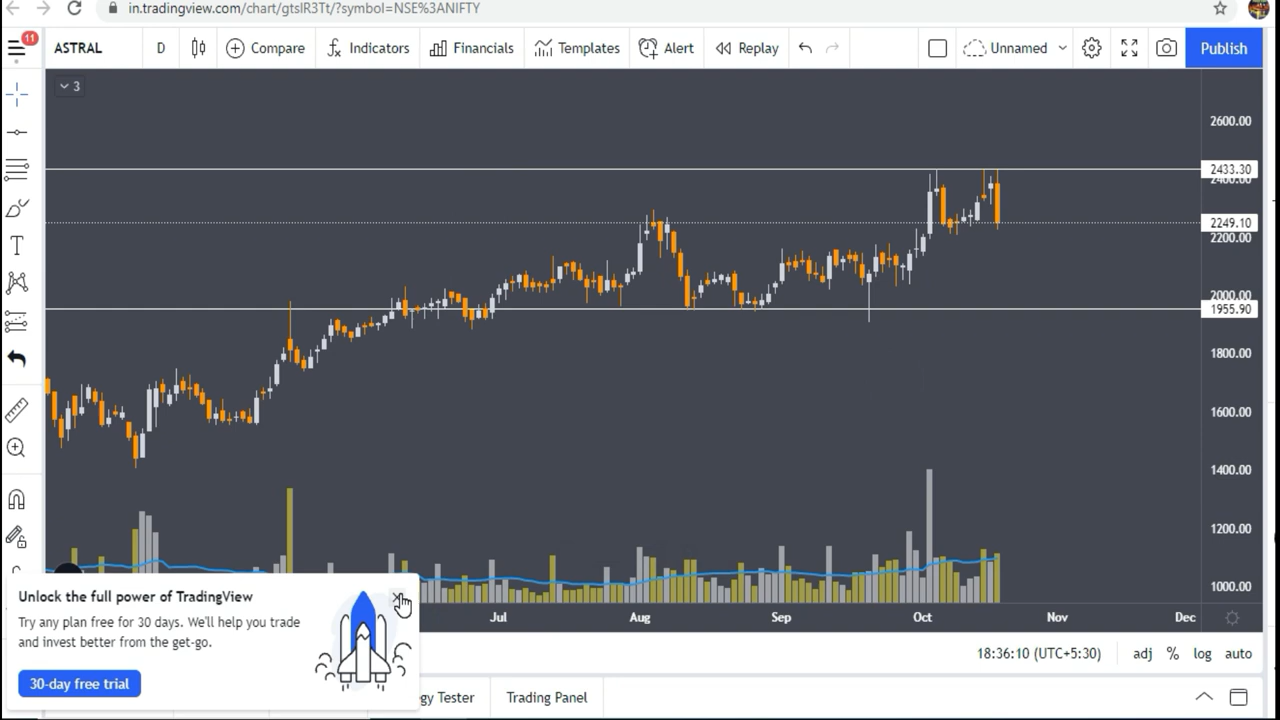 in.tradingview.com/chart/gtslR3Tt/?symbol=NSE%3ANIFTY
11
ASTRAL
D
Compare
Indicators
Financials
Templates
Alert
Replay
Unnamed
Publish
3
2600.00
2433.30
2400.00
2249.10
2200.00
2000.00
1955.90
1800.00
1600.00
1400.00
1200.00
1000.00
Jul
Aug
Sep
Oct
Nov
Dec
Unlock the full power of TradingView
Try any plan free for 30 days. We'll help you trade
and invest better from the get-go.
30-day free trial
18:36:10 (UTC+5:30)
adj
%
log
auto
gy Tester
Trading Panel